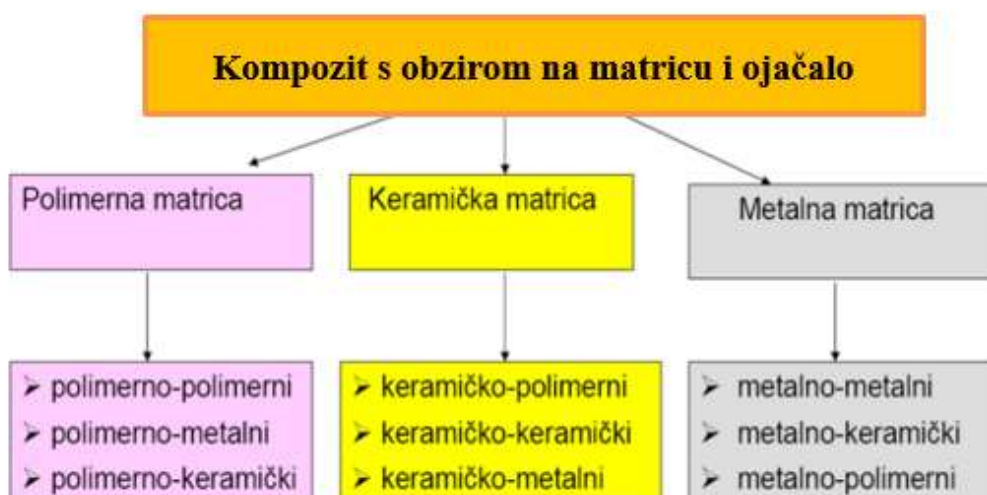 Kompozit s obzirom na matricu i ojačalo
Polimerna matrica
Keramička matrica
Metalna matrica
➢ polimerno-polimerni
➢ polimerno-metalni
➢ polimerno-keramički
➢ keramičko-polimerni
➢ keramičko-keramički
➢ keramičko-metalni
➢ metalno-metalni
➢ metalno-keramički
➢ metalno-polimerni